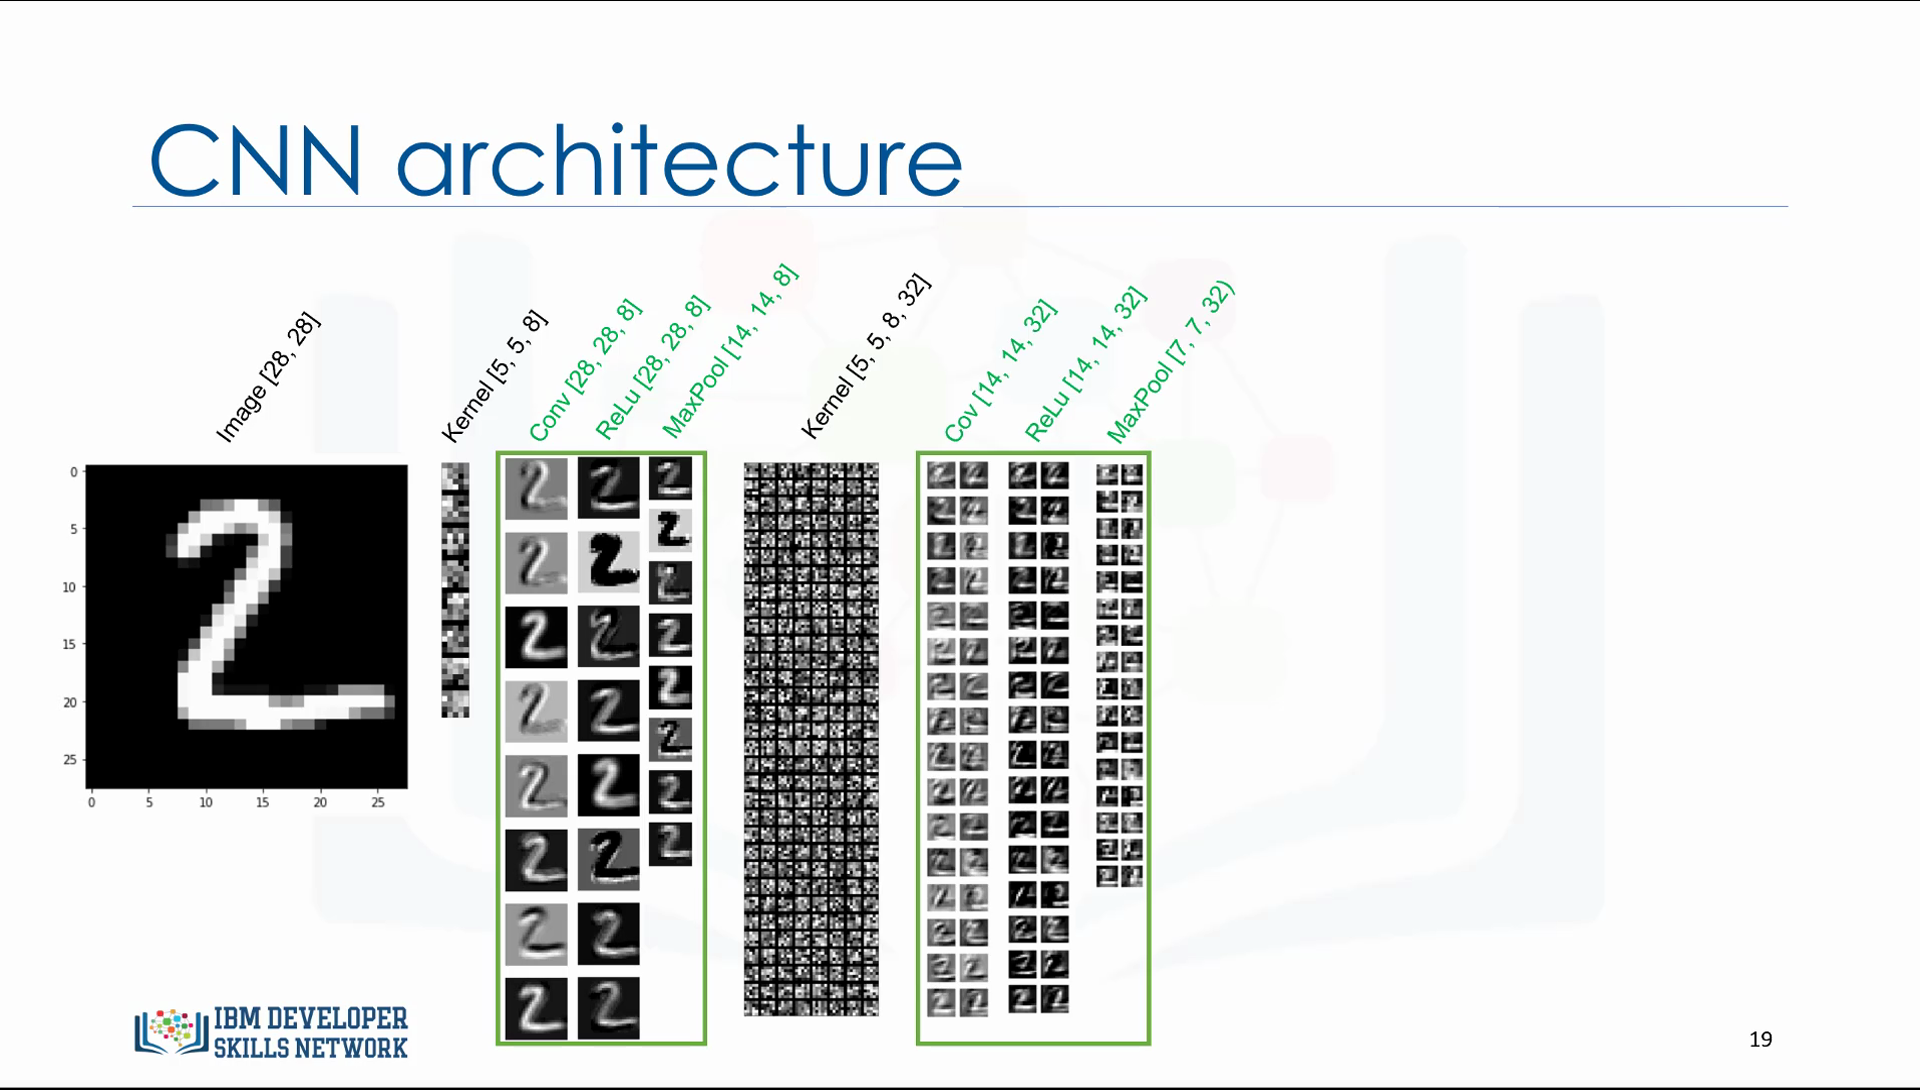 CNN architecture
Image [28, 28]
Kernel [5, 5, 8]
Conv [28, 28, 8]
ReLu [28, 28, 8]
MaxPool [14, 14, 8]
Kernel [5, 5, 8, 32]
Cov [14, 14, 32]
ReLu [14, 14, 32]
MaxPool [7, 7, 32)
0
5
10
15
20
25
0 5 10 15 20 25
IBM DEVELOPER
SKILLS NETWORK
19